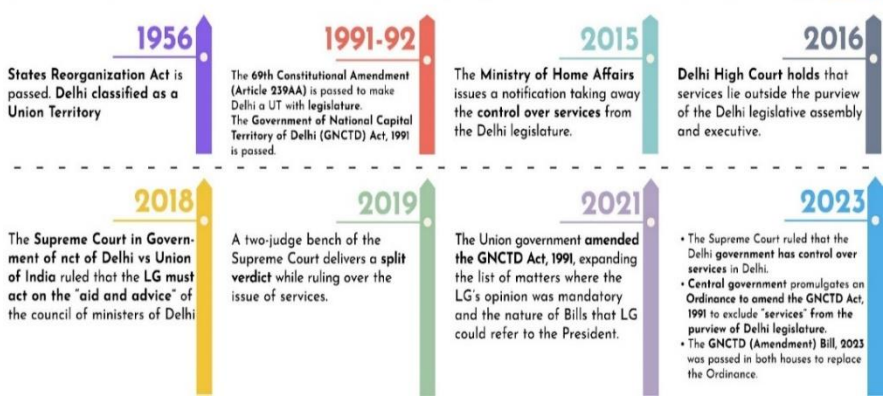 1956
States Reorganization Act is
passed. Delhi classified as a
Union Territory
1991-92
The 69th Constitutional Amendment
(Article 239AA) is passed to make
Delhi a UT with legislature.
The Government of National Capital
Territory of Delhi (GNCTD) Act, 1991
is passed.
2015
The Ministry of Home Affairs
issues a notification taking away
the control over services from
the Delhi legislature.
2016
Delhi High Court holds that
services lie outside the purview
of the Delhi legislative assembly
and executive.
2018
The Supreme Court in Govern-
ment of nct of Delhi vs Union
of India ruled that the LG must
act on the "aid and advice" of
the council of ministers of Delhi
2019
A two-judge bench of the
Supreme Court delivers a split
verdict while ruling over the
issue of services.
2021
The Union government amended
the GNCTD Act, 1991, expanding
the list of matters where the
LG's opinion was mandatory
and the nature of Bills that LG
could refer to the President.
2023
• The Supreme Court ruled that the
Delhi government has control over
services in Delhi.
• Central government promulgates an
Ordinance to amend the GNCTD Act,
1991 to exclude "services" from the
purview of Delhi legislature.
• The GNCTD (Amendment) Bill, 2023
was passed in both houses to replace
the Ordinance.